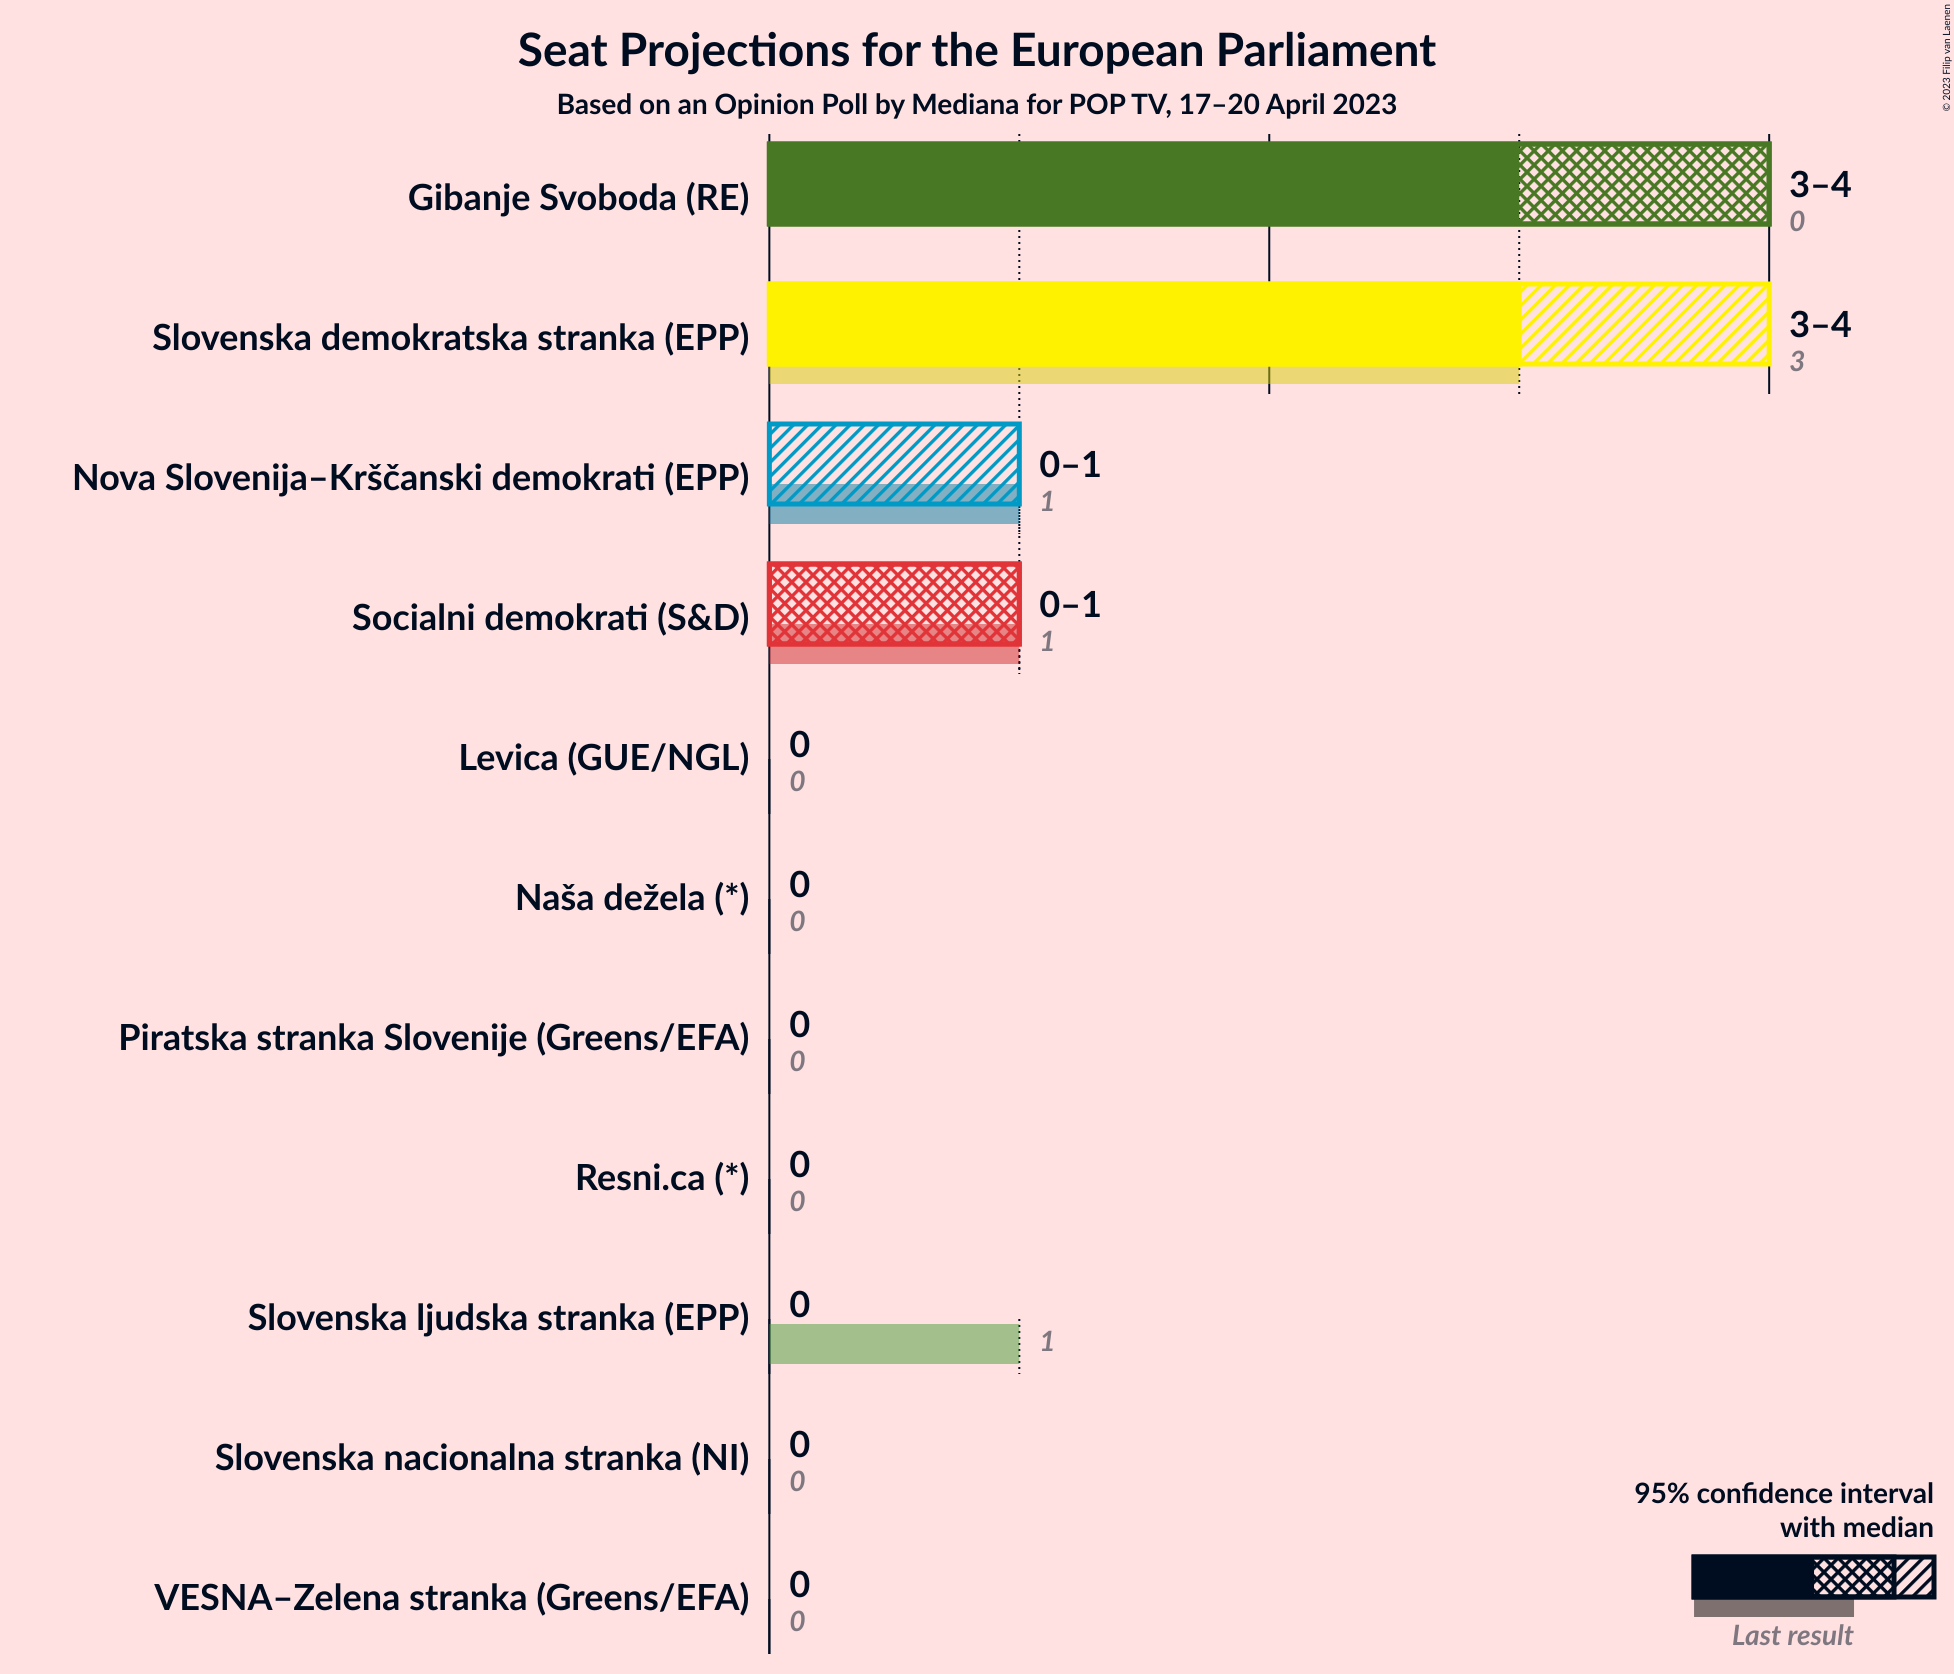 Seat Projections for the European Parliament
Based on an Opinion Poll by Mediana for POP TV, 17–20 April 2023
© 2023 Filip van Laenen
Gibanje Svoboda (RE)
3–4
0
Slovenska demokratska stranka (EPP)
3–4
3
Nova Slovenija–Krščanski demokrati (EPP)
0–1
1
Socialni demokrati (S&D)
0–1
1
Levica (GUE/NGL)
0
0
Naša dežela (*)
0
0
Piratska stranka Slovenije (Greens/EFA)
0
0
Resni.ca (*)
0
0
Slovenska ljudska stranka (EPP)
0
1
Slovenska nacionalna stranka (NI)
0
0
VESNA–Zelena stranka (Greens/EFA)
0
0
95% confidence interval
with median
Last result